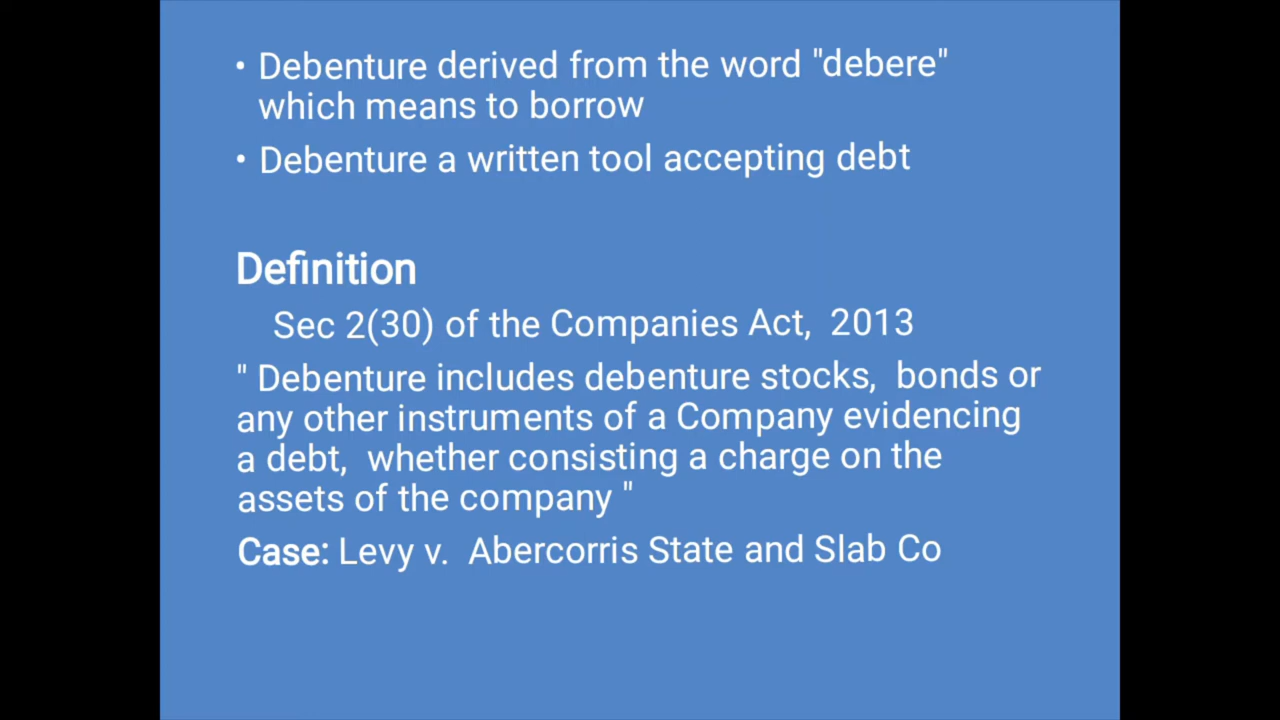 • Debenture derived from the word "debere"
which means to borrow
• Debenture a written tool accepting debt
Definition
Sec 2(30) of the Companies Act, 2013
" Debenture includes debenture stocks, bonds or
any other instruments of a Company evidencing
a debt, whether consisting a charge on the
assets of the company "
Case: Levy v. Abercorris State and Slab Co